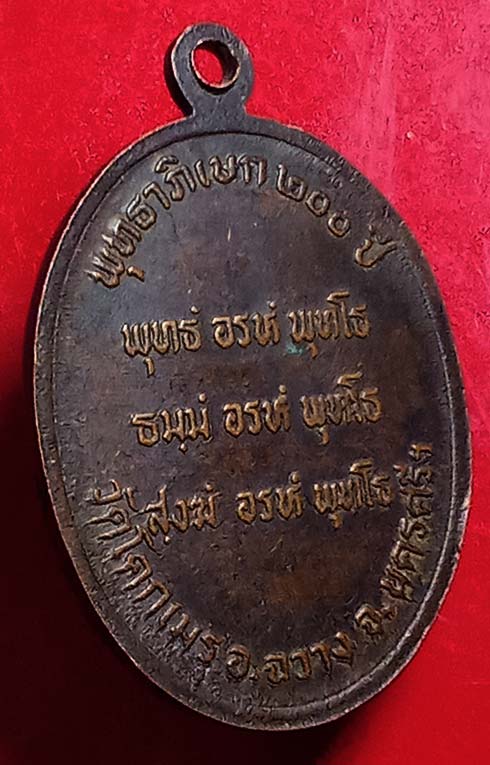 พุทธาภิเษก ๒๐๐ ปี
พุทธํ อรหํ พุทโธ
ธมฺมํ อรหํ พุทโธ
สงฆํ อรหํ พุทโธ
วัดโคกเมรุ อ.ฉวาง จ.นครศรีฯ